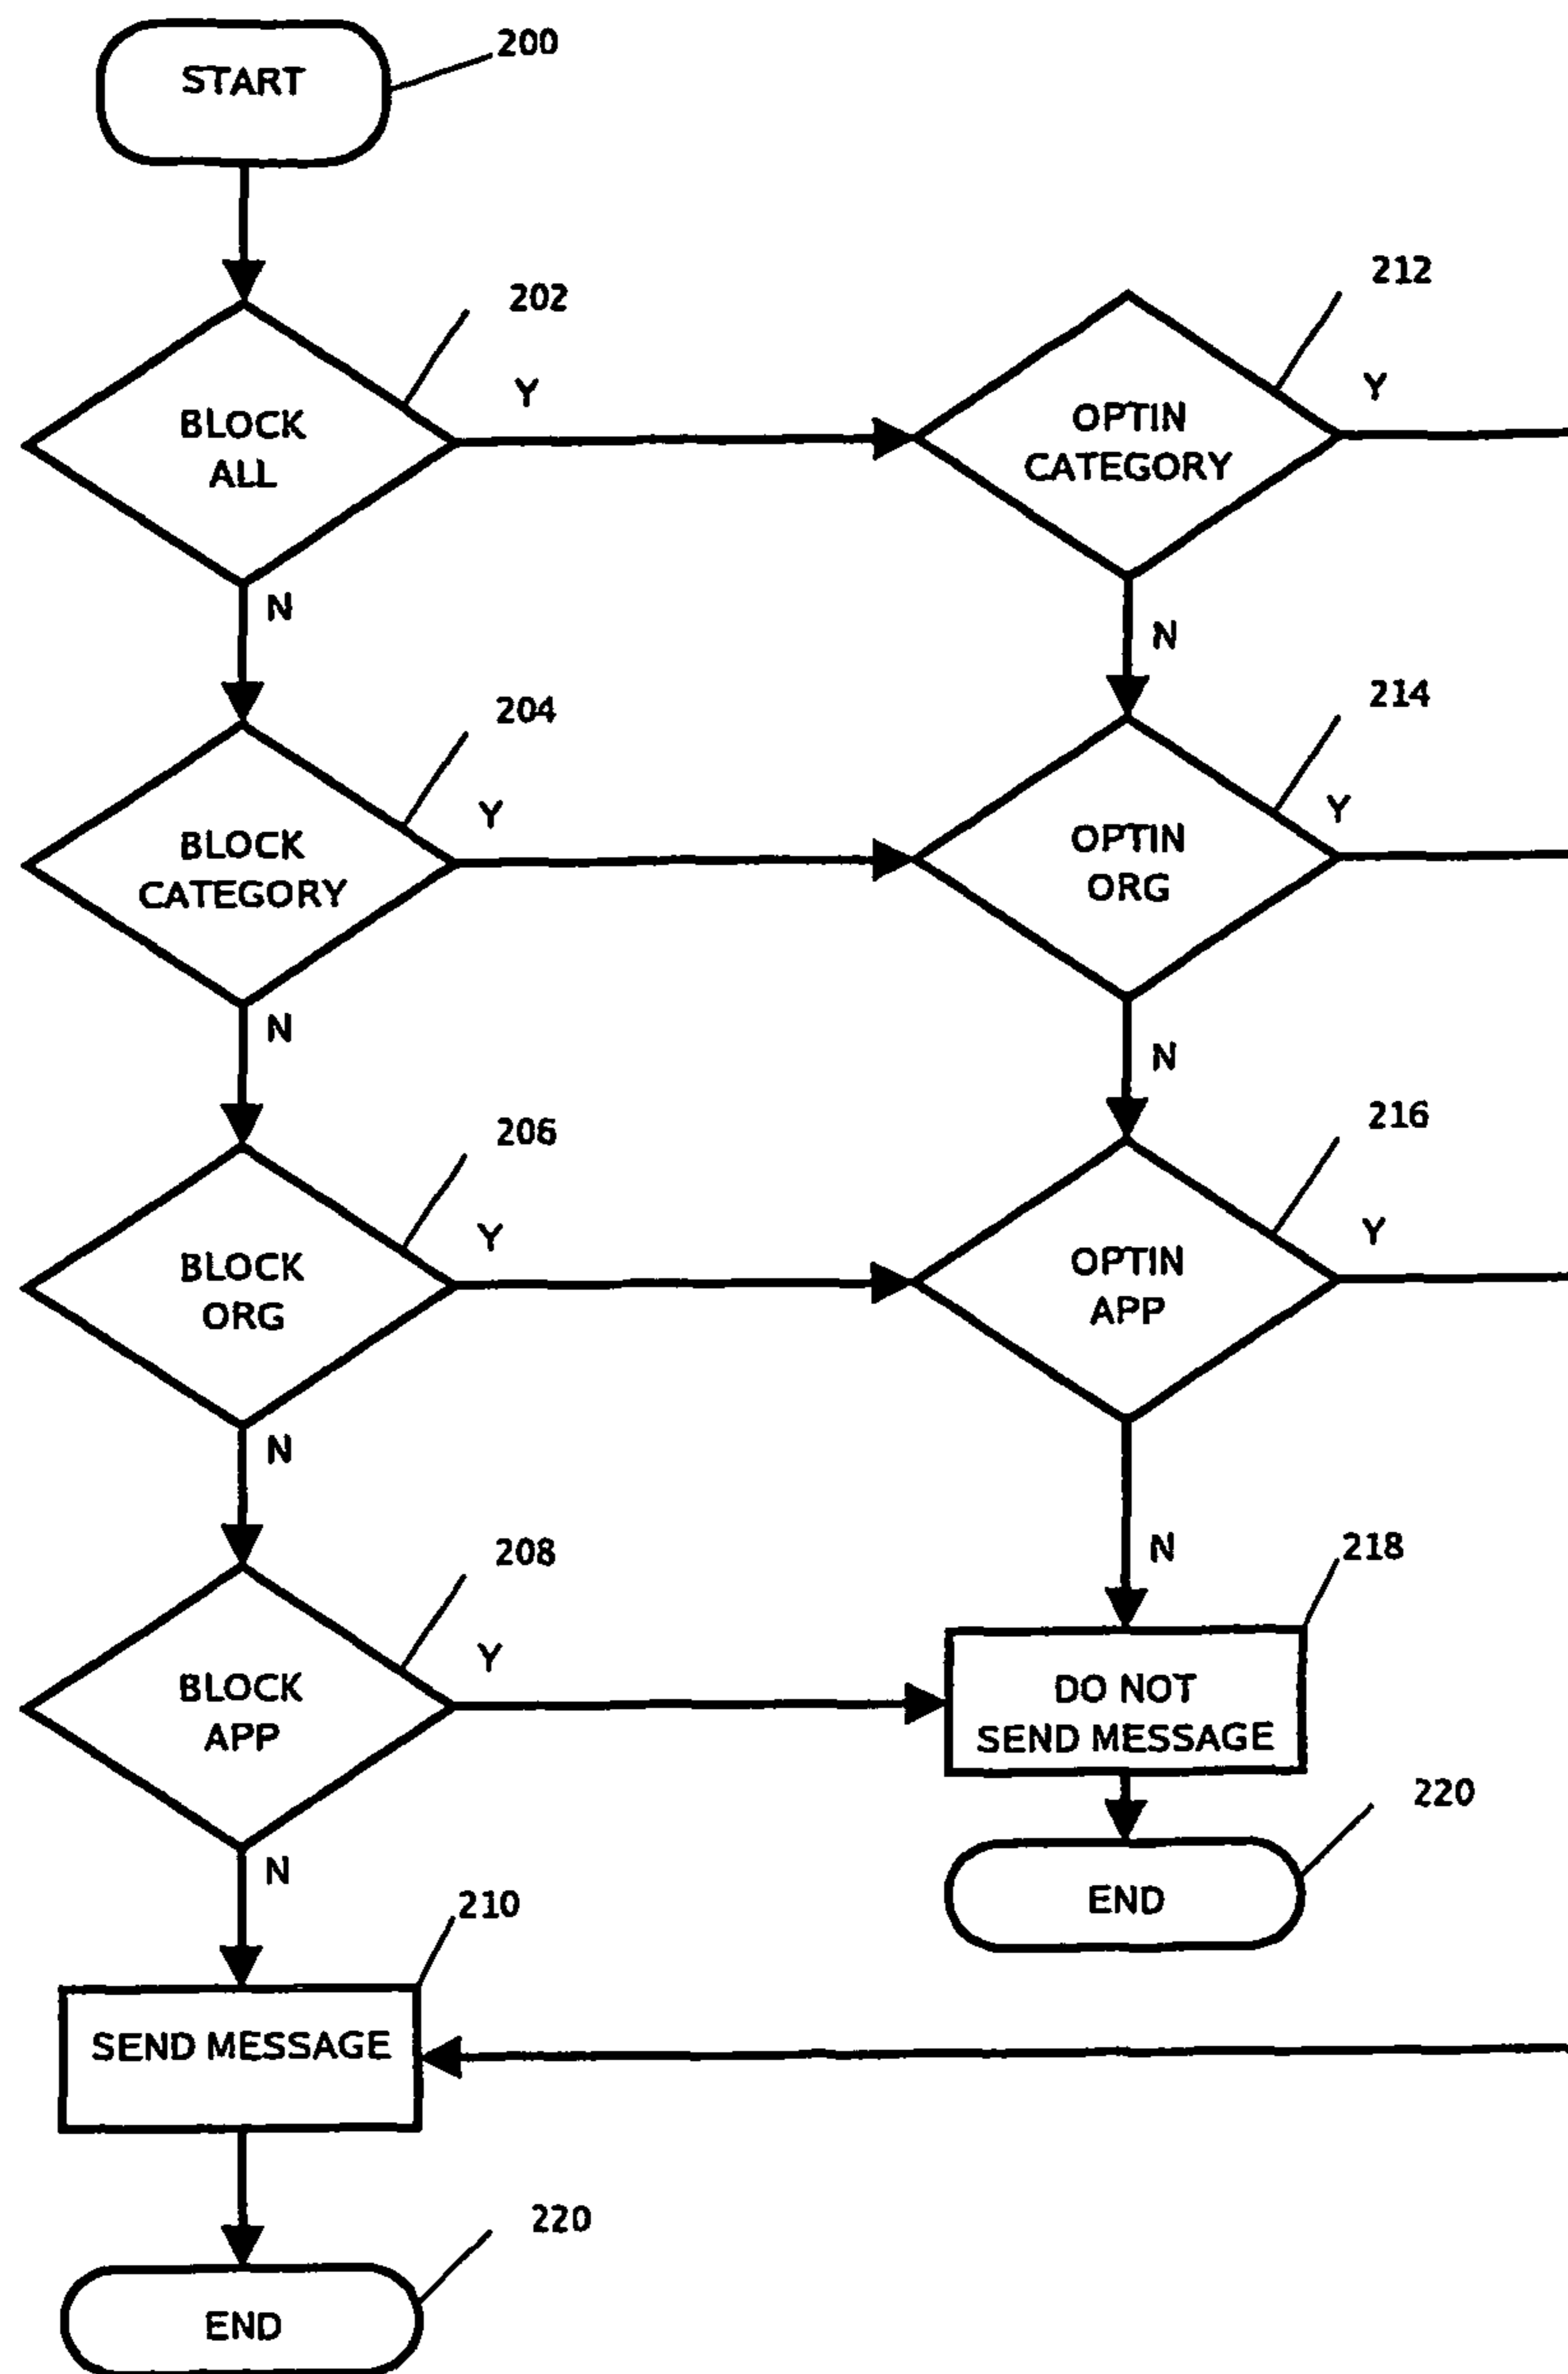 START
200
BLOCK
ALL
202
Y
N
OPTIN
CATEGORY
212
Y
N
BLOCK
CATEGORY
204
Y
N
OPTIN
ORG
214
Y
N
BLOCK
ORG
206
Y
N
OPTIN
APP
216
Y
N
BLOCK
APP
208
Y
N
DO NOT
SEND MESSAGE
218
END
220
SEND MESSAGE
210
END
220